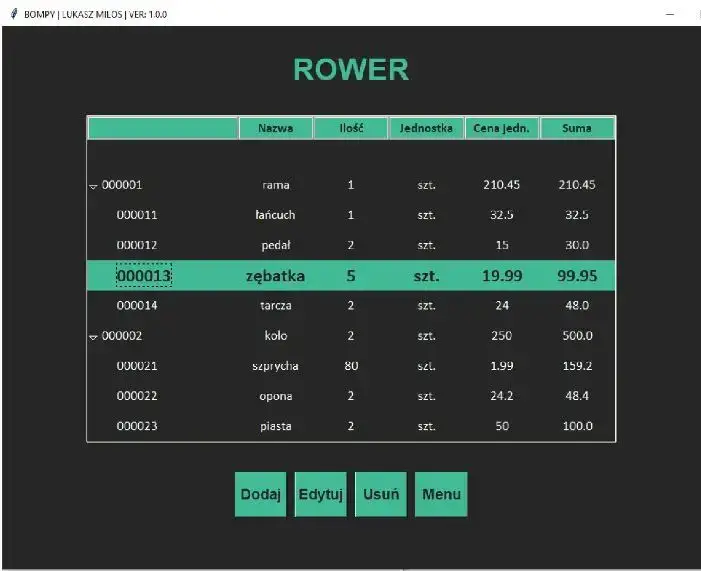 BOMPY | LUKASZ MILOS | VER: 1.0.0
ROWER
Nazwa Ilość Jednostka Cena jedn. Suma
000001 rama 1 szt. 210.45 210.45
000011 łańcuch 1 szt. 32.5 32.5
000012 pedał 2 szt. 15 30.0
000013 zębatka 5 szt. 19.99 99.95
000014 tarcza 2 szt. 24 48.0
000002 koło 2 szt. 250 500.0
000021 szprycha 80 szt. 1.99 159.2
000022 opona 2 szt. 24.2 48.4
000023 piasta 2 szt. 50 100.0
Dodaj Edytuj Usuń Menu